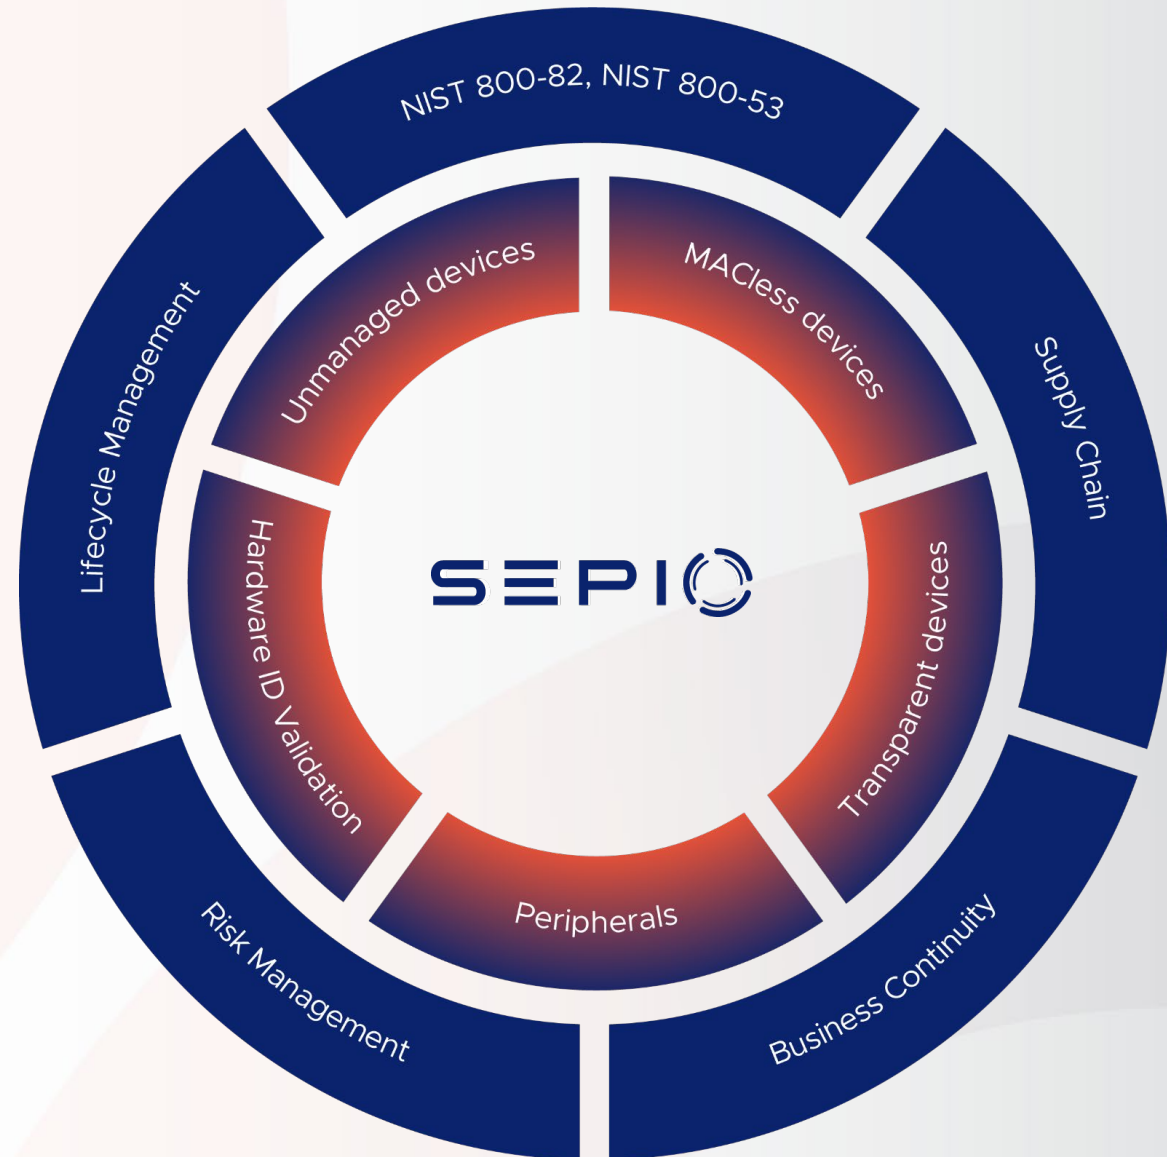 NIST 800-82, NIST 800-53
Supply Chain
Business Continuity
Risk Management
Lifecycle Management
Unmanaged devices
MACless devices
Transparent devices
Peripherals
Hardware ID Validation
SEPIO